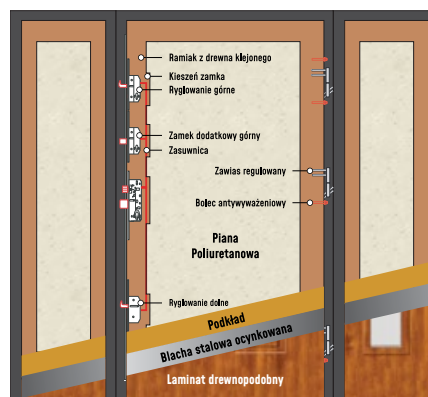 Ramiak z drewna klejonego
Kieszeń zamka
Ryglowanie górne
Zamek dodatkowy górny
Zasuwnica
Zawias regulowany
Bolec antywyważeniowy
Piana
Poliuretanowa
Ryglowanie dolne
Podkład
Blacha stalowa ocynkowana
Laminat drewnopodobny